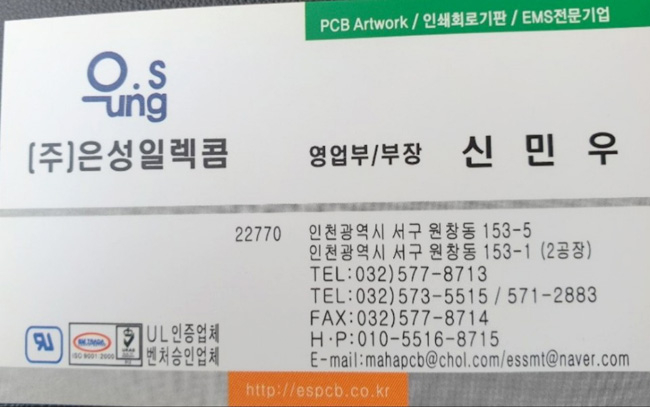 PCB Artwork / 인쇄회로기판 / EMS전문기업
O.S
ung
(주)은성일렉콤
영업부/부장 신 민 우
22770 인천광역시 서구 원창동 153-5
인천광역시 서구 원창동 153-1 (2공장)
TEL:032)577-8713
TEL:032)573-5515 / 571-2883
FAX:032)577-8714
H·P:010-5516-8715
E-mail:mahapcb@chol.com/essmt@naver.com
UL인증업체
벤처승인업체
ISO 9001:2000
http://espcb.co.kr